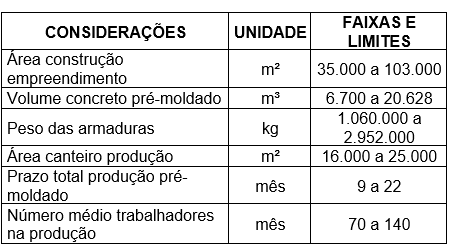 CONSIDERAÇÕES UNIDADE FAIXAS E LIMITES
Área construção empreendimento m² 35.000 a 103.000
Volume concreto pré-moldado m³ 6.700 a 20.628
Peso das armaduras kg 1.060.000 a 2.952.000
Área canteiro produção m² 16.000 a 25.000
Prazo total produção pré-moldado mês 9 a 22
Número médio trabalhadores na produção mês 70 a 140